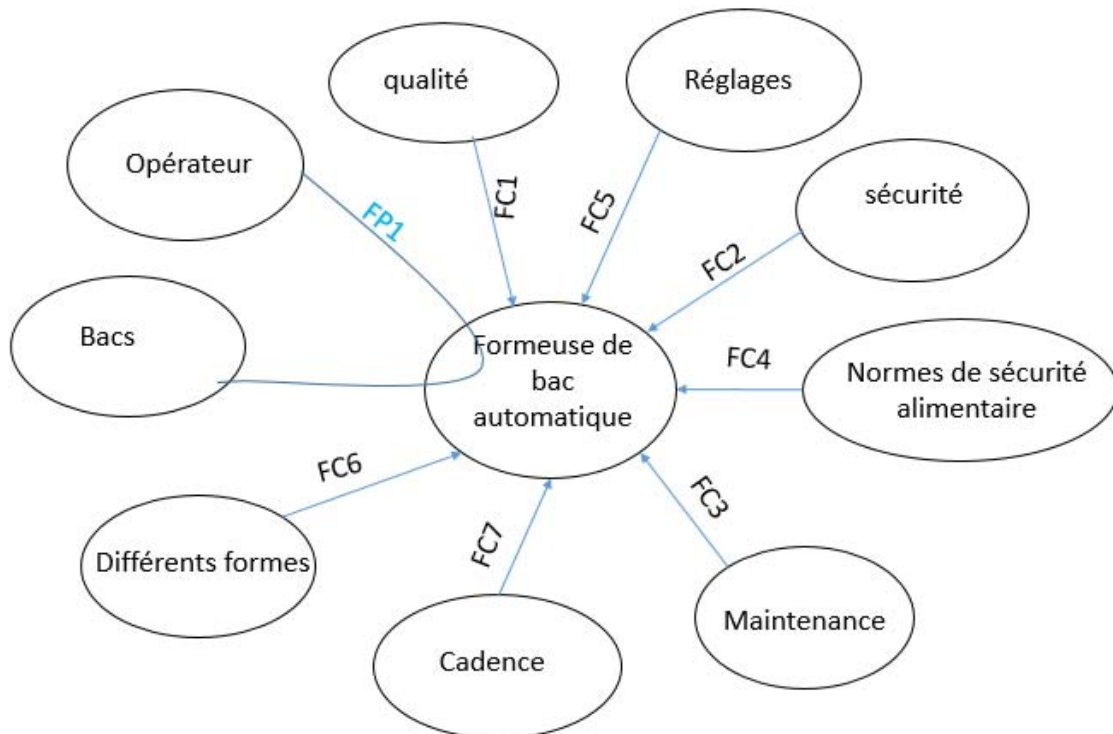 qualité
Réglages
Opérateur
sécurité
FP1
FC1
FC5
FC2
Bacs
Formeuse de
bac
automatique
FC4
Normes de sécurité
alimentaire
FC6
FC3
FC7
Différents formes
Maintenance
Cadence